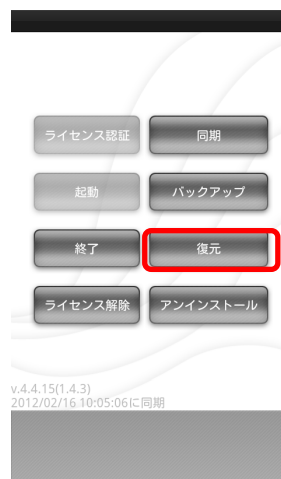 ライセンス認証 同期
起動 バックアップ
終了 復元
ライセンス解除 アンインストール
v.4.4.15(1.4.3)
2012/02/16 10:05:06に同期